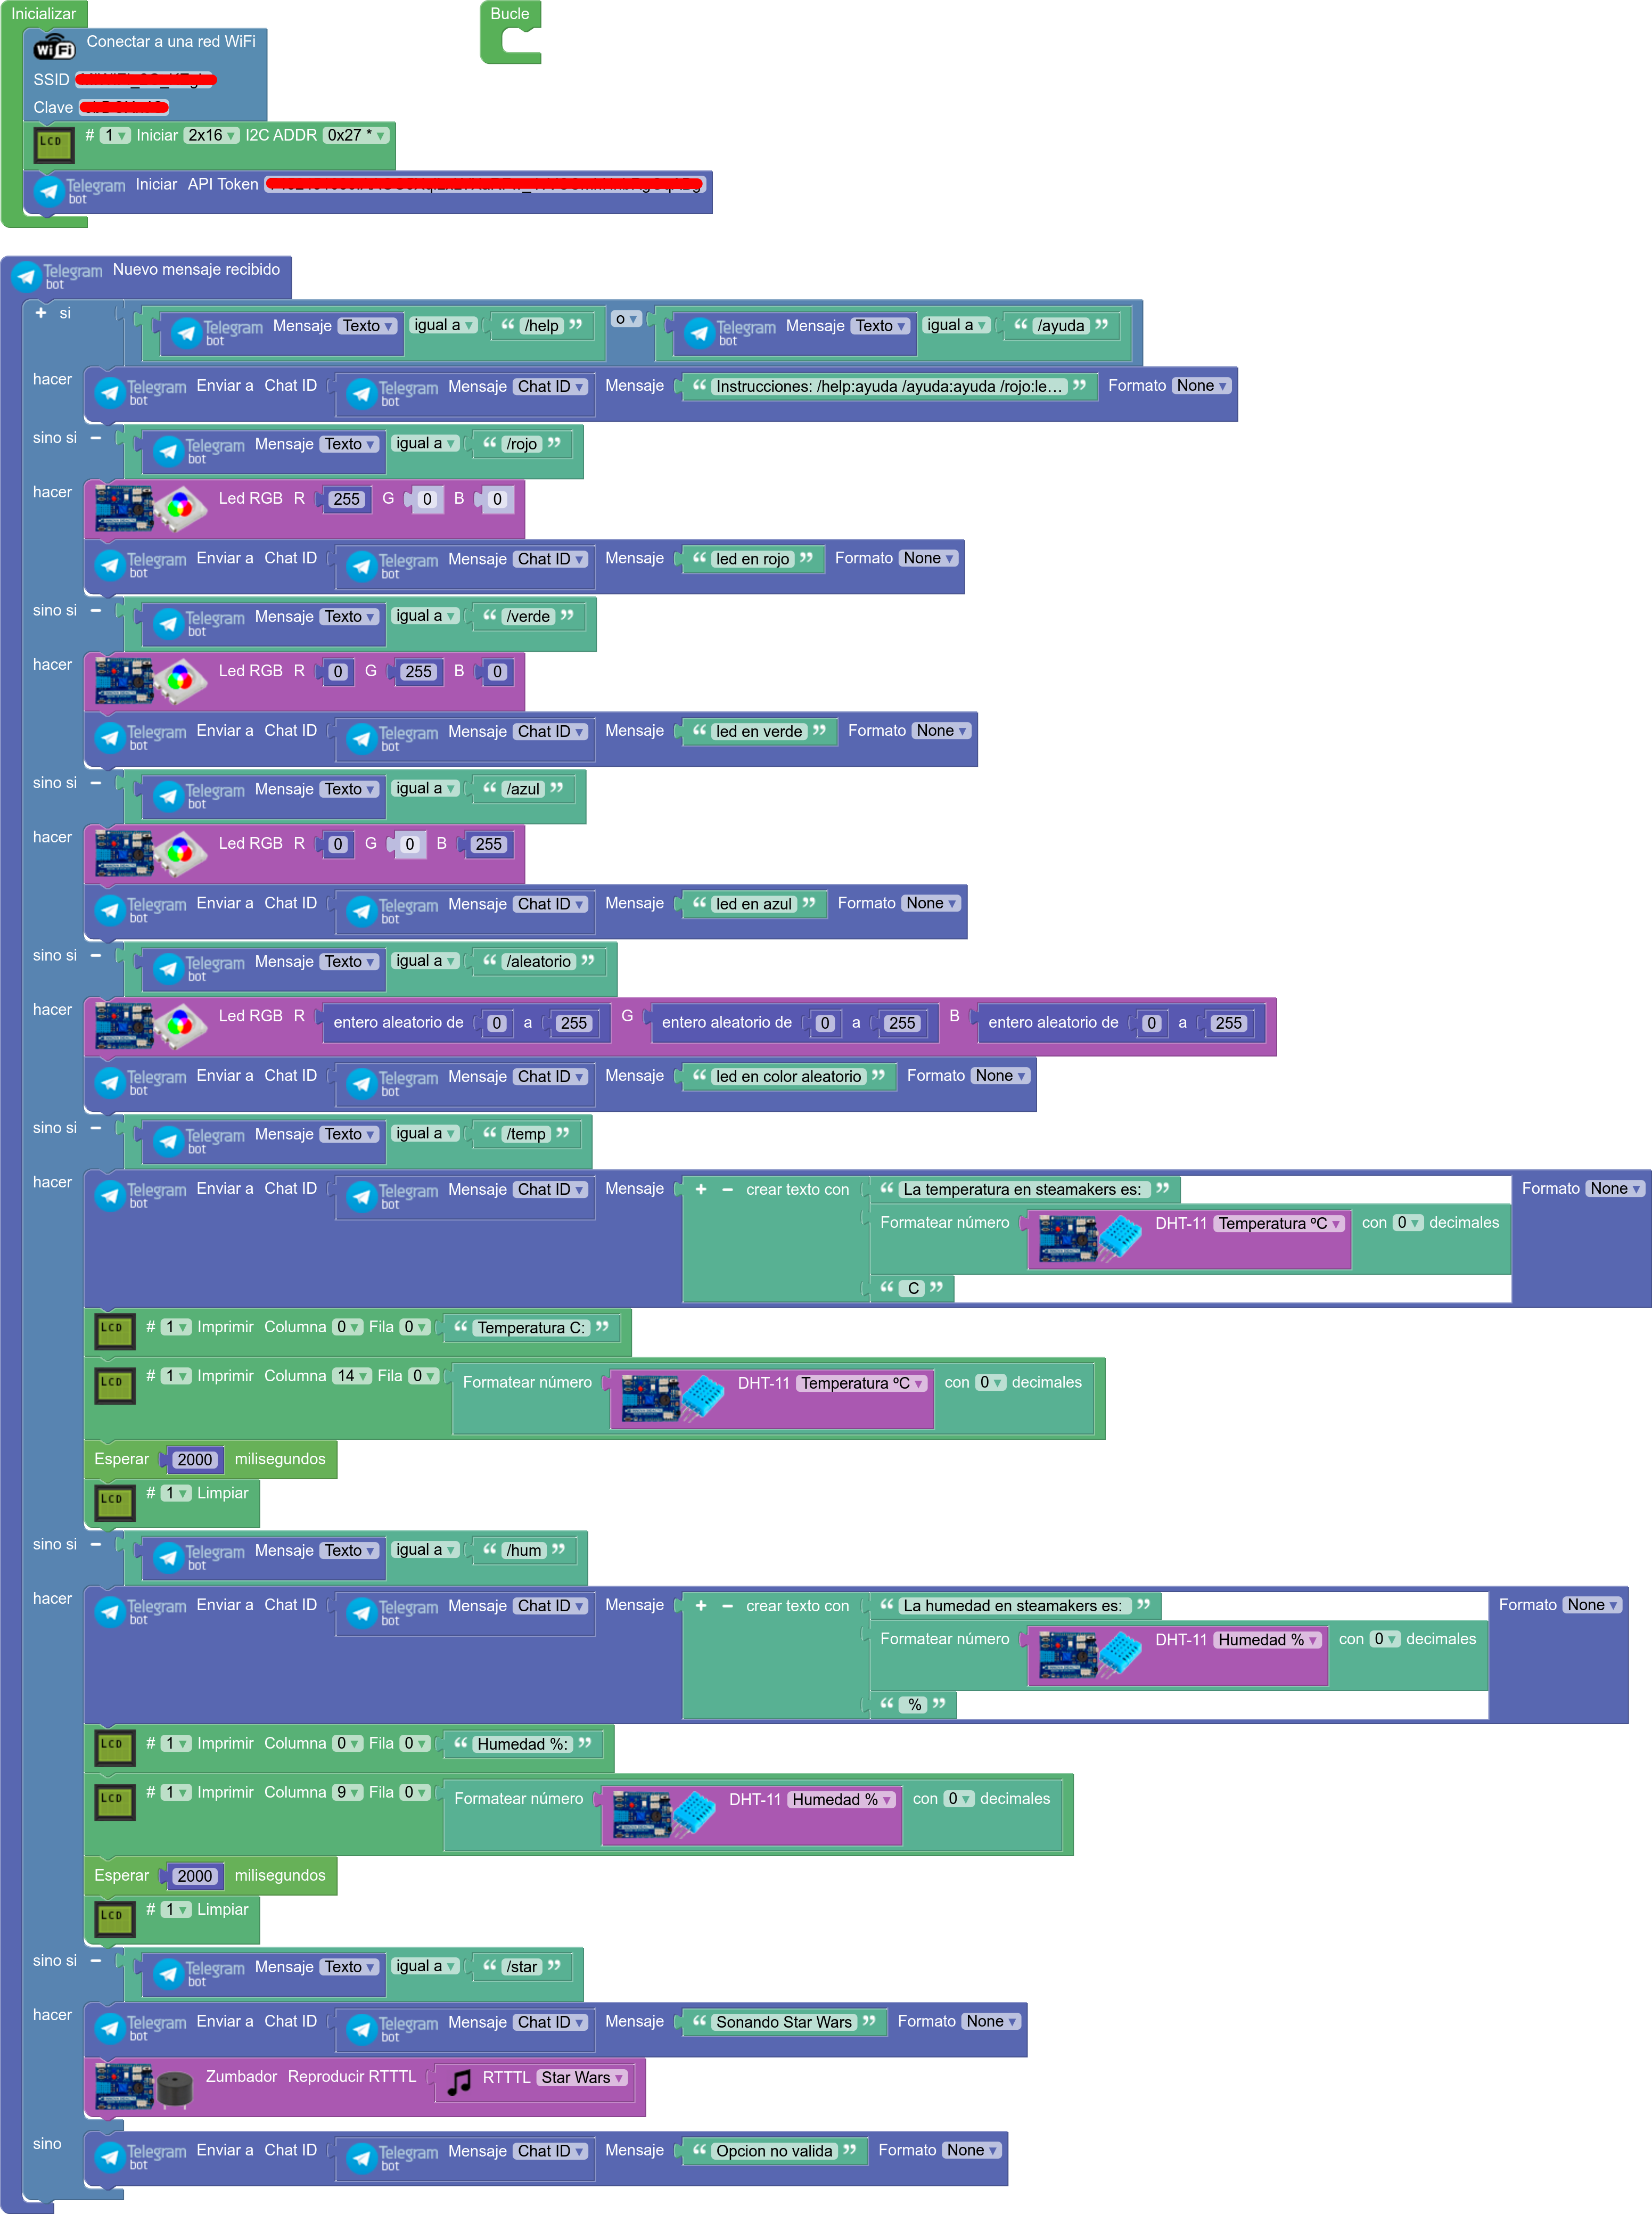 Inicializar
Bucle
WiFi Conectar a una red WiFi
SSID
Clave
LCD # 1 Iniciar 2x16 I2C ADDR 0x27 *
Telegram bot Iniciar API Token
Telegram bot Nuevo mensaje recibido
+ si Telegram bot Mensaje Texto igual a “ /help ” o Telegram bot Mensaje Texto igual a “ /ayuda ”
hacer Telegram bot Enviar a Chat ID Telegram bot Mensaje Chat ID Mensaje “ Instrucciones: /help:ayuda /ayuda:ayuda /rojo:le… ” Formato None
sino si − Telegram bot Mensaje Texto igual a “ /rojo ”
hacer Led RGB R 255 G 0 B 0
Telegram bot Enviar a Chat ID Telegram bot Mensaje Chat ID Mensaje “ led en rojo ” Formato None
sino si − Telegram bot Mensaje Texto igual a “ /verde ”
hacer Led RGB R 0 G 255 B 0
Telegram bot Enviar a Chat ID Telegram bot Mensaje Chat ID Mensaje “ led en verde ” Formato None
sino si − Telegram bot Mensaje Texto igual a “ /azul ”
hacer Led RGB R 0 G 0 B 255
Telegram bot Enviar a Chat ID Telegram bot Mensaje Chat ID Mensaje “ led en azul ” Formato None
sino si − Telegram bot Mensaje Texto igual a “ /aleatorio ”
hacer Led RGB R entero aleatorio de 0 a 255 G entero aleatorio de 0 a 255 B entero aleatorio de 0 a 255
Telegram bot Enviar a Chat ID Telegram bot Mensaje Chat ID Mensaje “ led en color aleatorio ” Formato None
sino si − Telegram bot Mensaje Texto igual a “ /temp ”
hacer Telegram bot Enviar a Chat ID Telegram bot Mensaje Chat ID Mensaje + − crear texto con “ La temperatura en steamakers es: ” Formato None
Formatear número DHT-11 Temperatura ºC con 0 decimales
“ C ”
LCD # 1 Imprimir Columna 0 Fila 0 “ Temperatura C: ”
LCD # 1 Imprimir Columna 14 Fila 0 Formatear número DHT-11 Temperatura ºC con 0 decimales
Esperar 2000 milisegundos
LCD # 1 Limpiar
sino si − Telegram bot Mensaje Texto igual a “ /hum ”
hacer Telegram bot Enviar a Chat ID Telegram bot Mensaje Chat ID Mensaje + − crear texto con “ La humedad en steamakers es: ” Formato None
Formatear número DHT-11 Humedad % con 0 decimales
“ % ”
LCD # 1 Imprimir Columna 0 Fila 0 “ Humedad %: ”
LCD # 1 Imprimir Columna 9 Fila 0 Formatear número DHT-11 Humedad % con 0 decimales
Esperar 2000 milisegundos
LCD # 1 Limpiar
sino si − Telegram bot Mensaje Texto igual a “ /star ”
hacer Telegram bot Enviar a Chat ID Telegram bot Mensaje Chat ID Mensaje “ Sonando Star Wars ” Formato None
Zumbador Reproducir RTTTL RTTTL Star Wars
sino Telegram bot Enviar a Chat ID Telegram bot Mensaje Chat ID Mensaje “ Opcion no valida ” Formato None